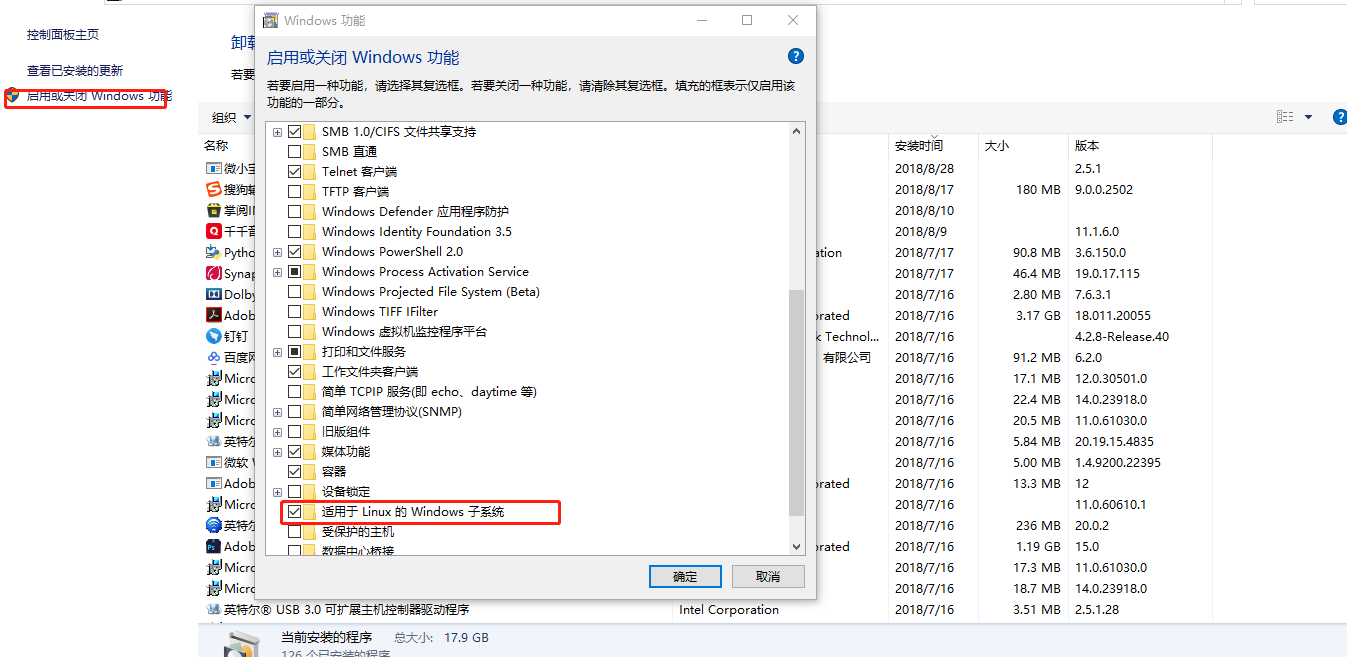 控制面板主页
查看已安装的更新
启用或关闭 Windows 功能
组织
名称
安装时间
大小
版本
Windows 功能
启用或关闭 Windows 功能
若要启用一种功能，请选择其复选框。若要关闭一种功能，请清除其复选框。填充的框表示仅启用该
功能的一部分。
SMB 1.0/CIFS 文件共享支持
SMB 直通
Telnet 客户端
TFTP 客户端
Windows Defender 应用程序防护
Windows Identity Foundation 3.5
Windows PowerShell 2.0
Windows Process Activation Service
Windows Projected File System (Beta)
Windows TIFF IFilter
Windows 虚拟机监控程序平台
打印和文件服务
工作文件夹客户端
简单 TCPIP 服务(即 echo、daytime 等)
简单网络管理协议(SNMP)
旧版组件
媒体功能
容器
设备锁定
适用于 Linux 的 Windows 子系统
受保护的主机
数据中心桥接
确定 取消
微小宝 2018/8/28 2.5.1
搜狗输 2018/8/17 180 MB 9.0.0.2502
掌阅iR 2018/8/10
千千音 2018/8/9 11.1.6.0
Pytho ation 2018/7/17 90.8 MB 3.6.150.0
Synap 2018/7/17 46.4 MB 19.0.17.115
Dolby 2018/7/16 2.80 MB 7.6.3.1
Adob orated 2018/7/16 3.17 GB 18.011.20055
钉钉 k Technol... 2018/7/16 4.2.8-Release.40
百度网 有限公司 2018/7/16 91.2 MB 6.2.0
Micro 2018/7/16 17.1 MB 12.0.30501.0
Micro 2018/7/16 22.4 MB 14.0.23918.0
Micro 2018/7/16 20.5 MB 11.0.61030.0
英特尔 2018/7/16 5.84 MB 20.19.15.4835
微软 W 2018/7/16 5.00 MB 1.4.9200.22395
Adob orated 2018/7/16 13.3 MB 12
Micro 2018/7/16 11.0.60610.1
英特尔 2018/7/16 236 MB 20.0.2
Adob orated 2018/7/16 1.19 GB 15.0
Micro 2018/7/16 17.3 MB 11.0.61030.0
Micro 2018/7/16 18.7 MB 14.0.23918.0
英特尔® USB 3.0 可扩展主机控制器驱动程序 Intel Corporation 2018/7/16 3.51 MB 2.5.1.28
当前安装的程序 总大小: 17.9 GB
126 个已安装的程序